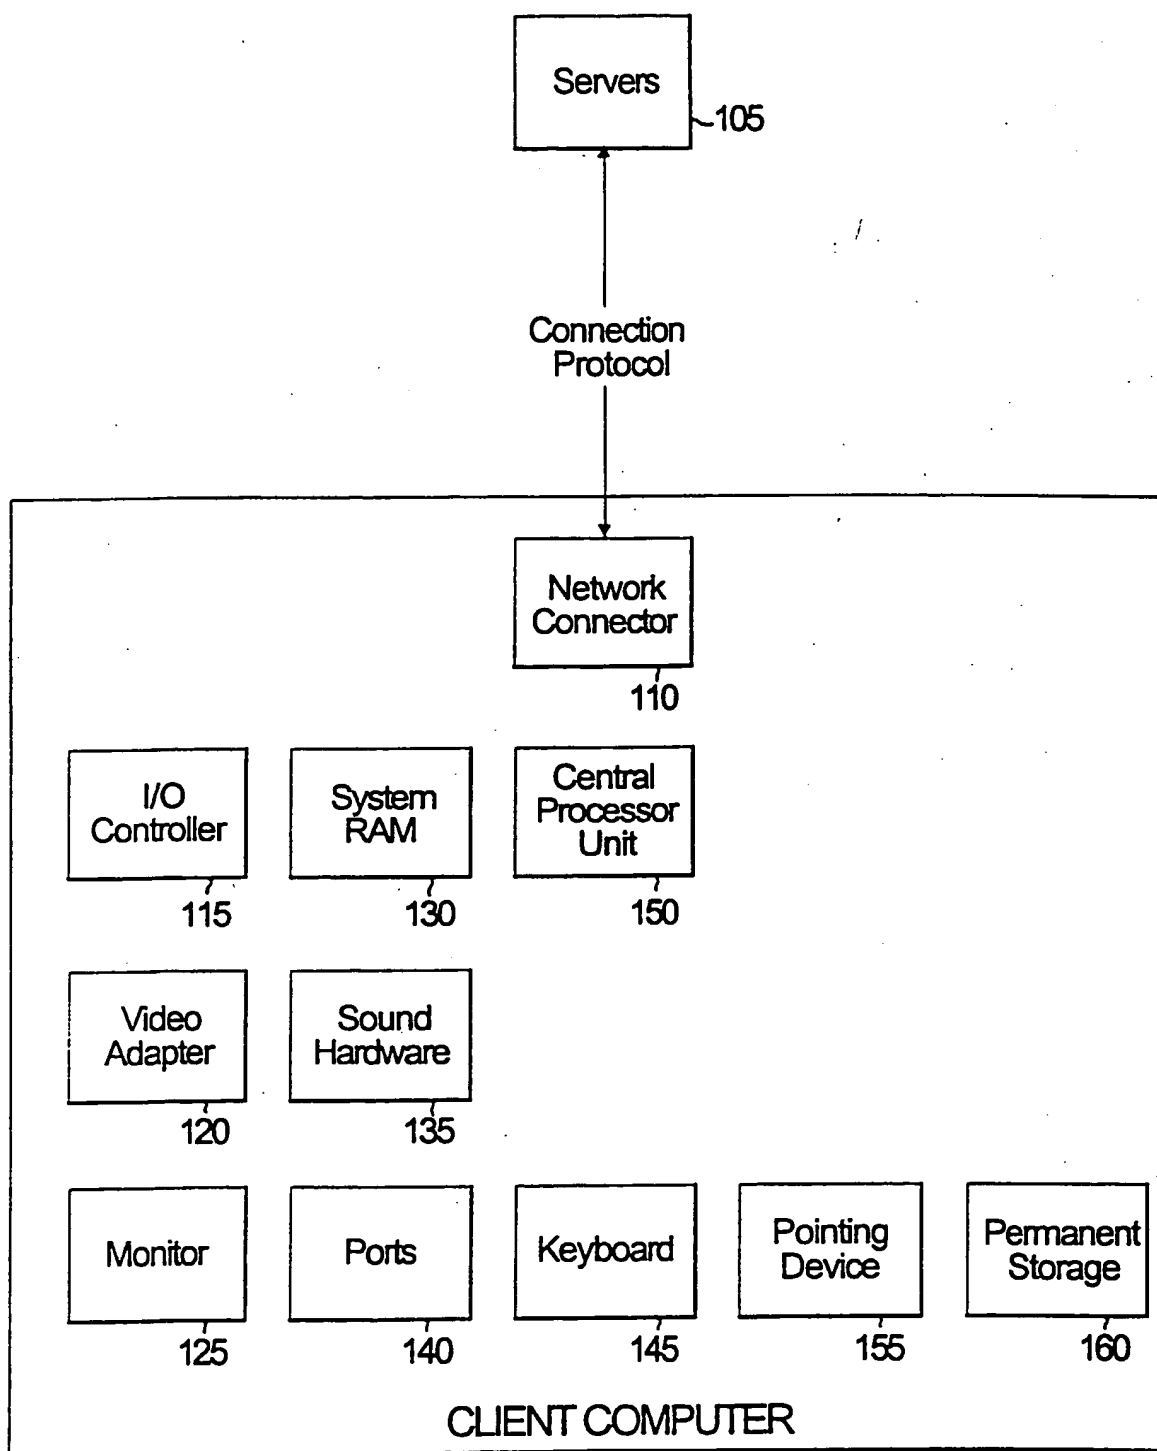 Servers
105
Connection
Protocol
Network
Connector
110
I/O
Controller
115
System
RAM
130
Central
Processor
Unit
150
Video
Adapter
120
Sound
Hardware
135
Monitor
125
Ports
140
Keyboard
145
Pointing
Device
155
Permanent
Storage
160
CLIENT COMPUTER